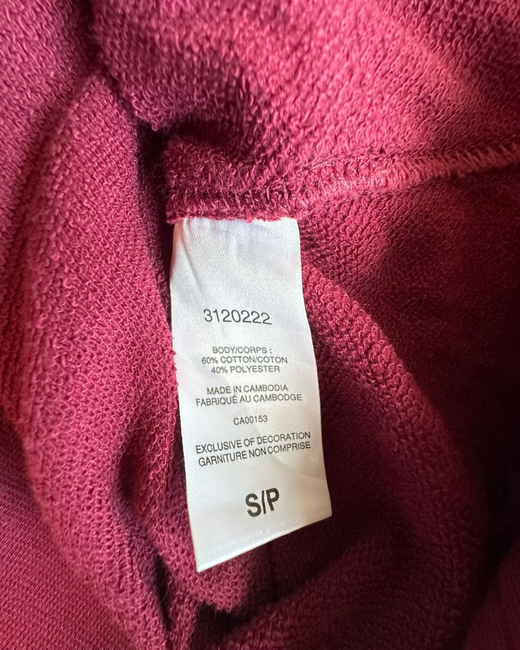 3120222
BODY/CORPS :
60% COTTON/COTON
40% POLYESTER
MADE IN CAMBODIA
FABRIQUÉ AU CAMBODGE
CA00153
EXCLUSIVE OF DECORATION
GARNITURE NON COMPRISE
S/P